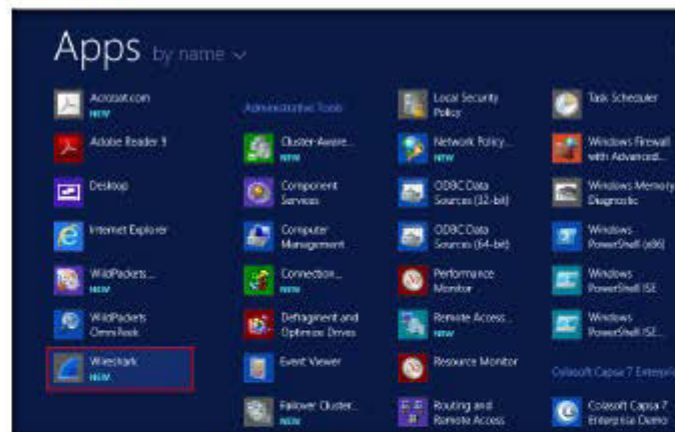 Apps by name
Acrobat.com
NEW
Adobe Reader 9
Desktop
Internet Explorer
WildPackets...
NEW
WildPackets
OmniPeek
Wireshark
NEW
Administrative Tools
Cluster-Aware...
NEW
Component
Services
Computer
Management
Connection...
NEW
Defragment and
Optimize Drives
Event Viewer
Failover Cluster...
NEW
Local Security
Policy
Network Policy...
NEW
ODBC Data
Sources (32-bit)
ODBC Data
Sources (64-bit)
Performance
Monitor
Remote Access...
NEW
Resource Monitor
Routing and
Remote Access
Task Scheduler
Windows Firewall
with Advanced...
Windows Memory
Diagnostic
Windows
PowerShell (x86)
Windows
PowerShell ISE
Windows
PowerShell ISE...
Colasoft Capsa 7 Enterprise
Colasoft Capsa 7
Enterprise Demo